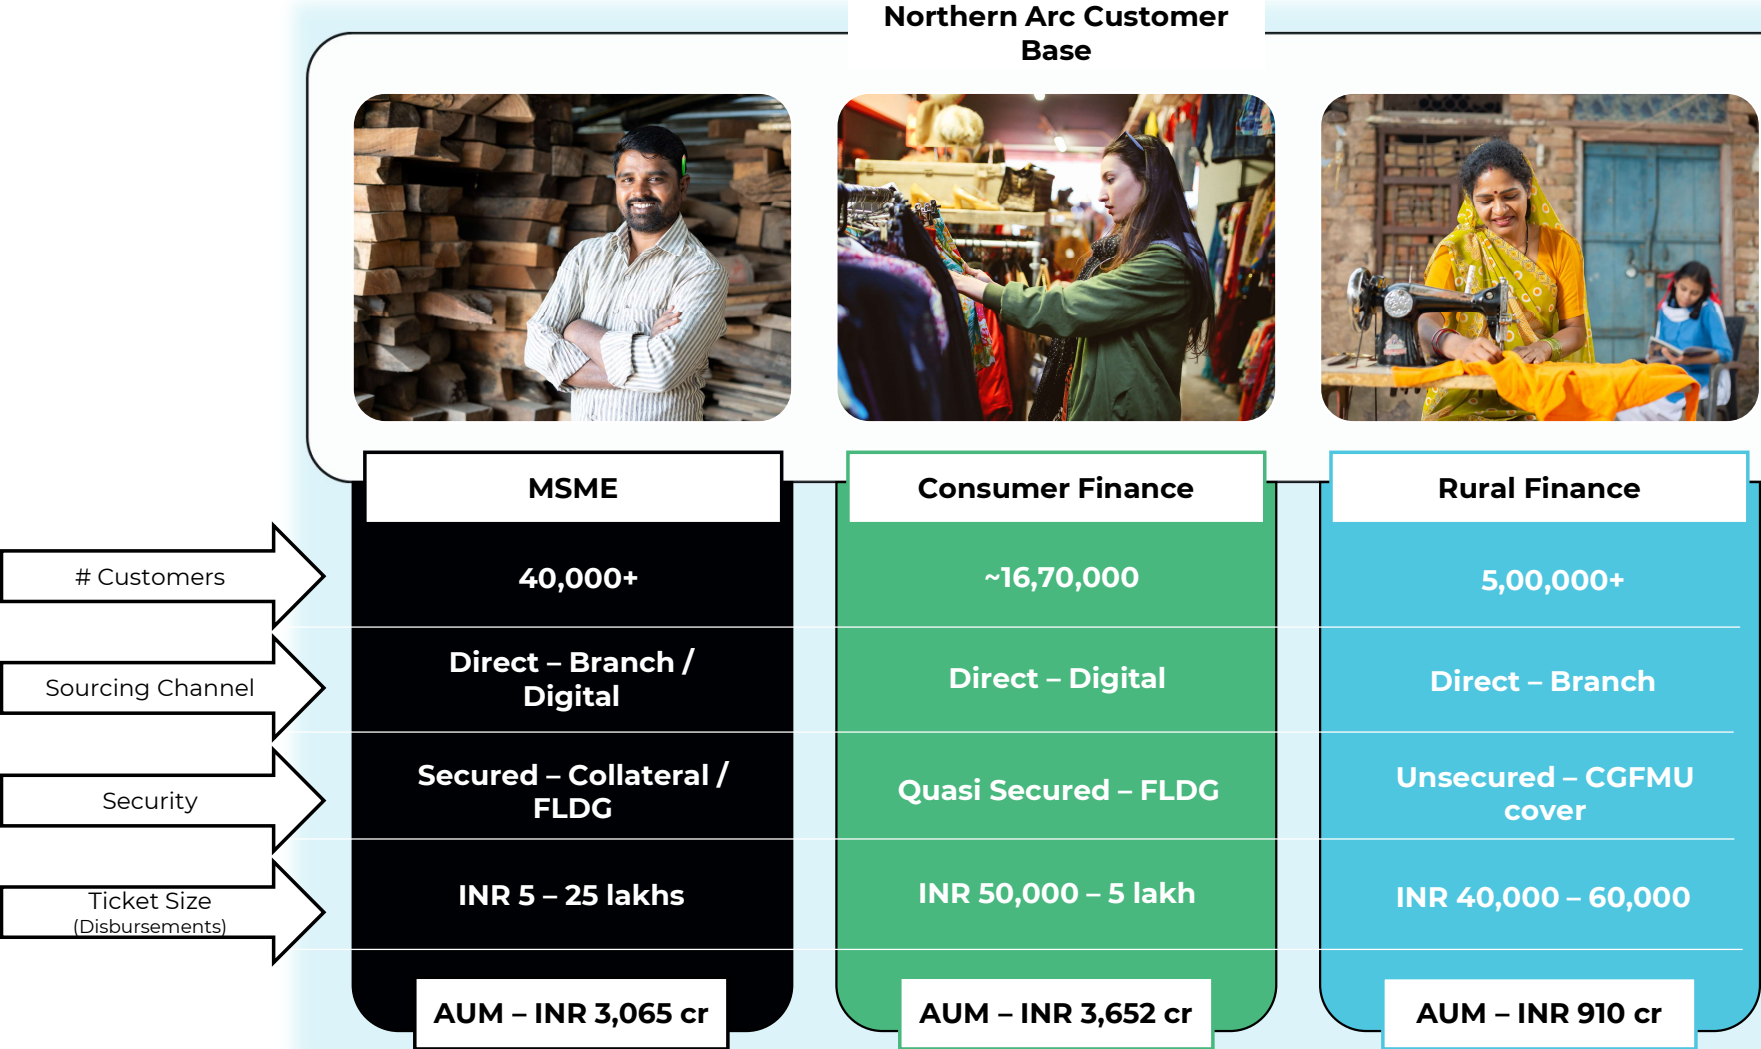 Northern Arc Customer
Base
MSME
Consumer Finance
Rural Finance
# Customers
40,000+
~16,70,000
5,00,000+
Sourcing Channel
Direct – Branch /
Digital
Direct – Digital
Direct – Branch
Security
Secured – Collateral /
FLDG
Quasi Secured – FLDG
Unsecured – CGFMU
cover
Ticket Size
(Disbursements)
INR 5 – 25 lakhs
INR 50,000 – 5 lakh
INR 40,000 – 60,000
AUM – INR 3,065 cr
AUM – INR 3,652 cr
AUM – INR 910 cr